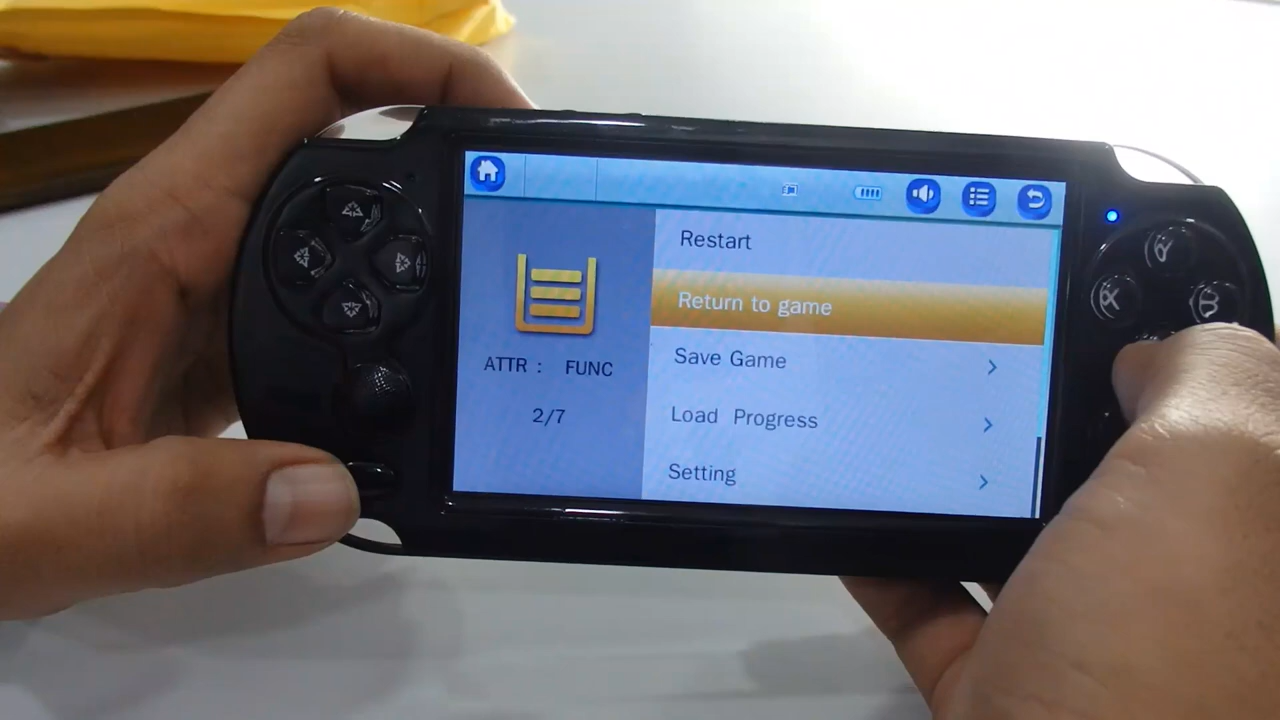 Restart
Return to game
Save Game
Load Progress
Setting
ATTR : FUNC
2/7
X
B